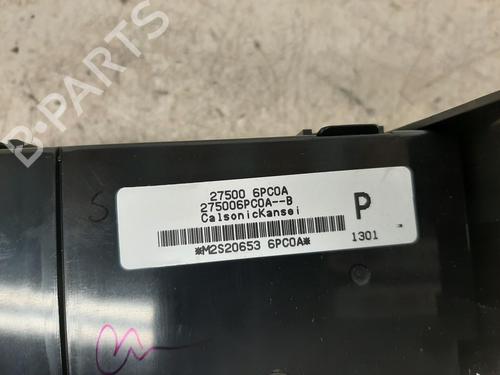 B-PARTS
27500 6PC0A
275006PC0A--B
CalsonicKansei
P
*M2S20653 6PC0A*
1301
S